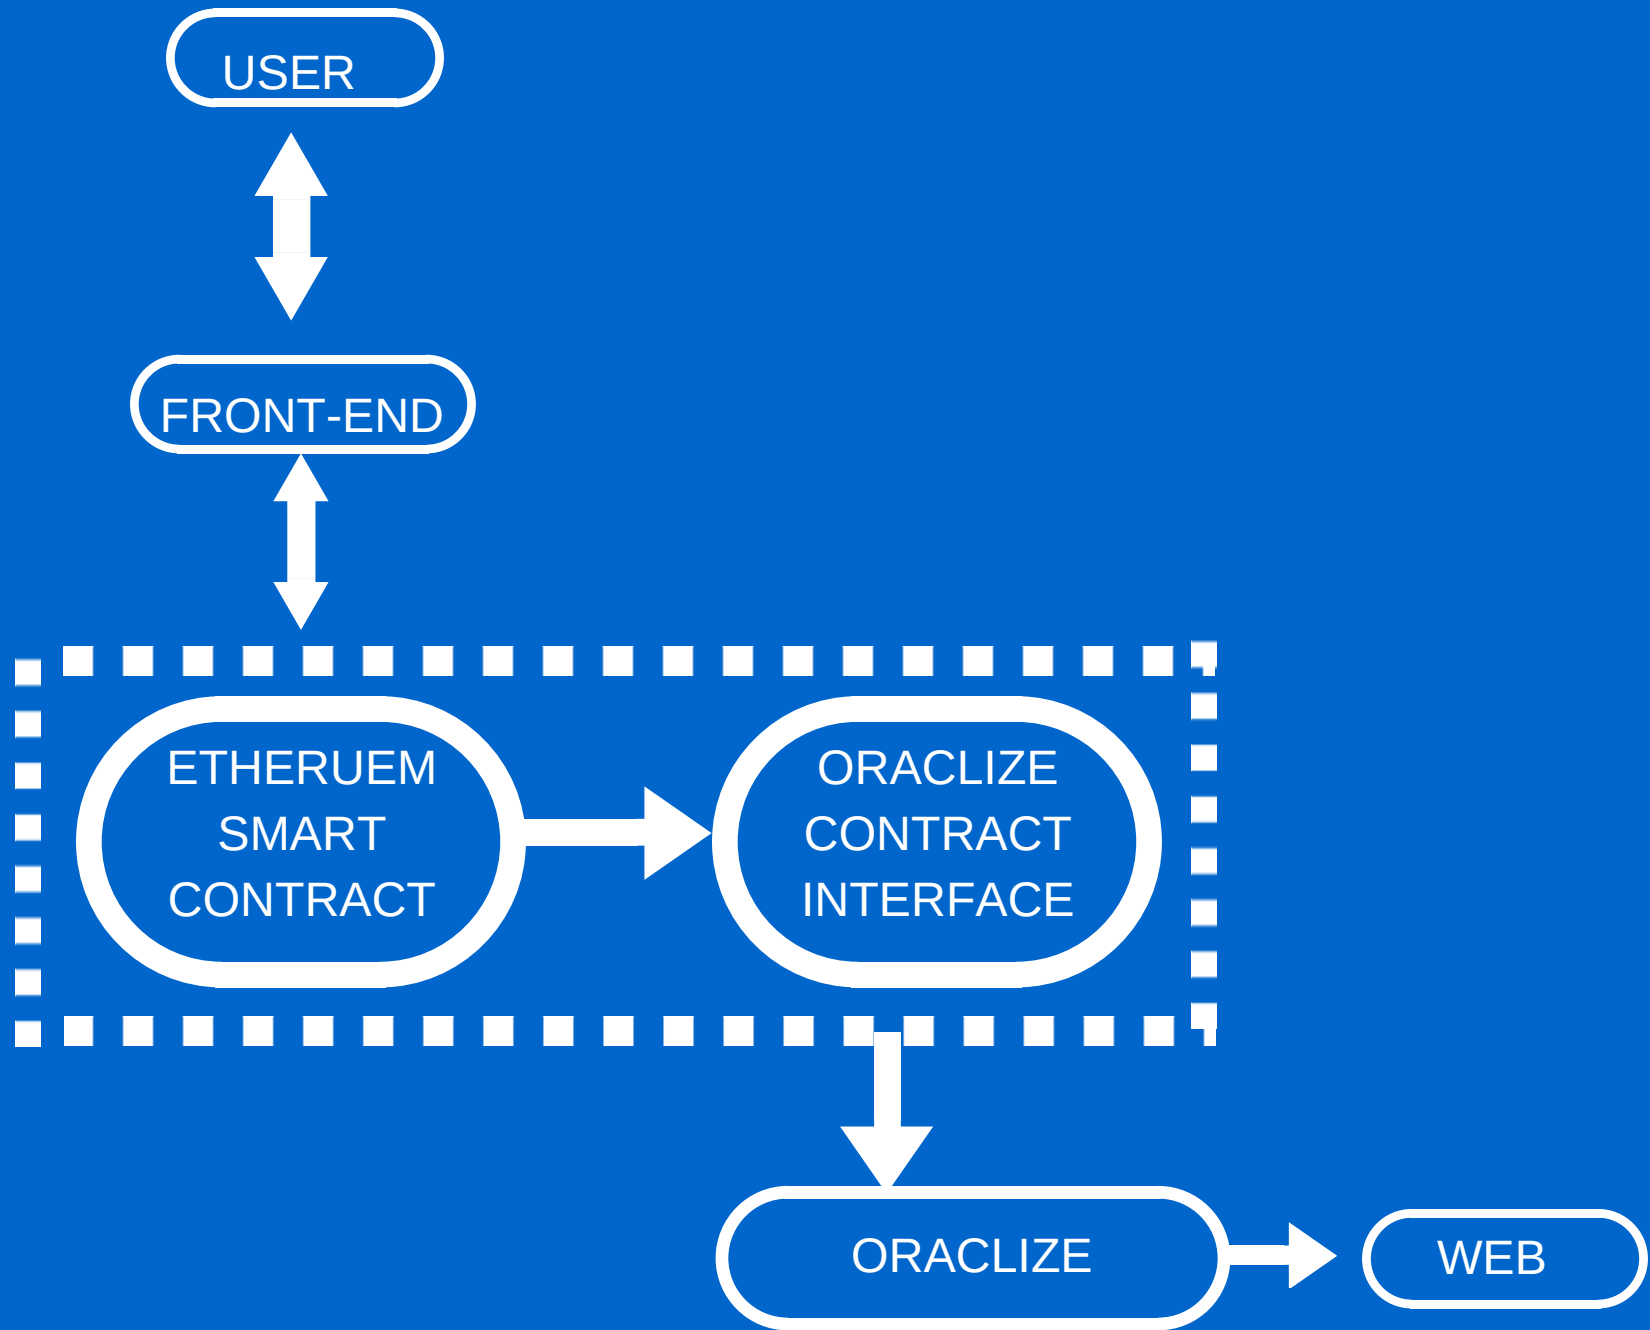 USER
FRONT-END
ETHERUEM
SMART
CONTRACT
ORACLIZE
CONTRACT
INTERFACE
ORACLIZE
WEB